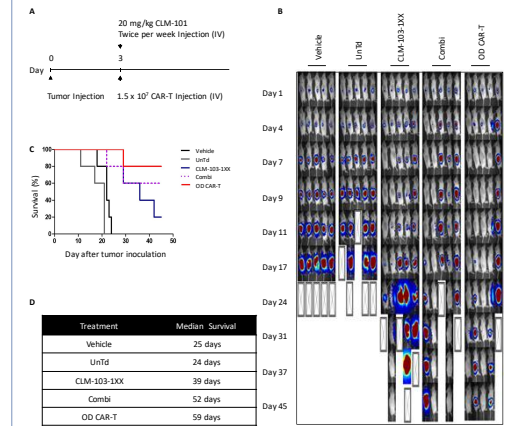 A
20 mg/kg CLM-101
Twice per week Injection (IV)
0
3
Day
Tumor Injection
1.5 x 10⁷ CAR-T Injection (IV)
B
Vehicle
UnTd
CLM-103-1XX
Combi
OD CAR-T
Day 1
Day 4
Day 7
Day 9
Day 11
Day 17
Day 24
Day 31
Day 37
Day 45
C
Survival (%)
100
80
60
40
20
0
0 10 20 30 40 50
Day after tumor inoculation
Vehicle
UnTd
CLM-103-1XX
Combi
OD CAR-T
D
Treatment Median Survival
Vehicle 25 days
UnTd 24 days
CLM-103-1XX 39 days
Combi 52 days
OD CAR-T 59 days